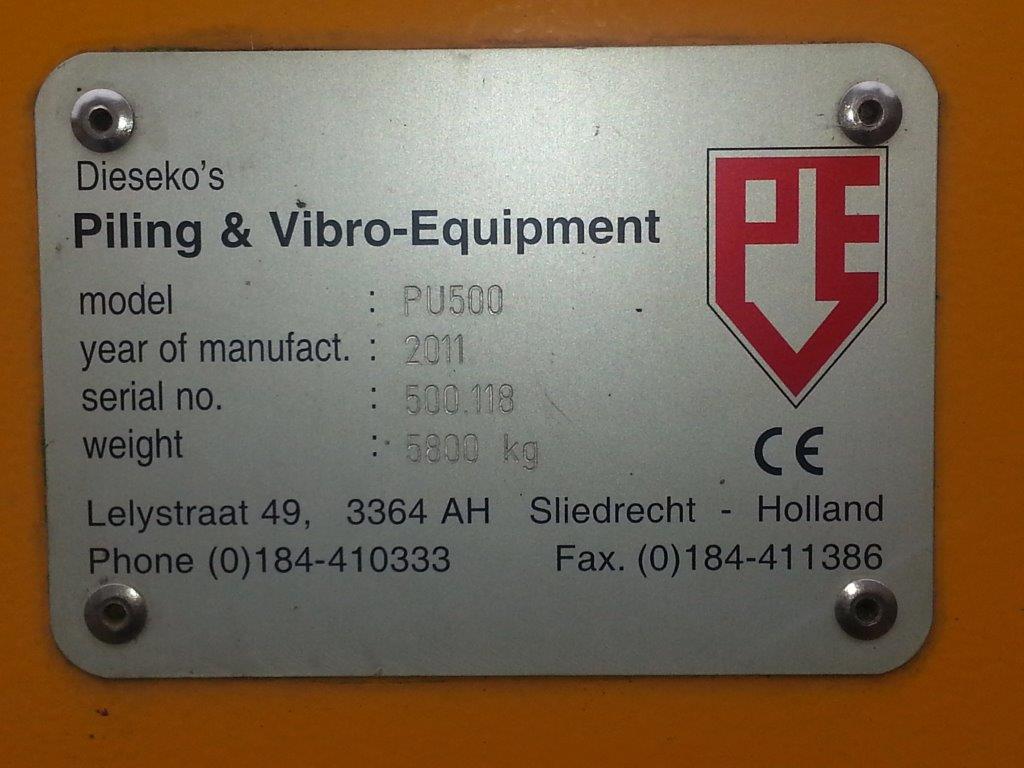 Dieseko's
Piling & Vibro-Equipment
model : PU500
year of manufact. : 2011
serial no. : 500.118
weight : 5800 kg
PVE
CE
Lelystraat 49, 3364 AH Sliedrecht - Holland
Phone (0)184-410333 Fax. (0)184-411386